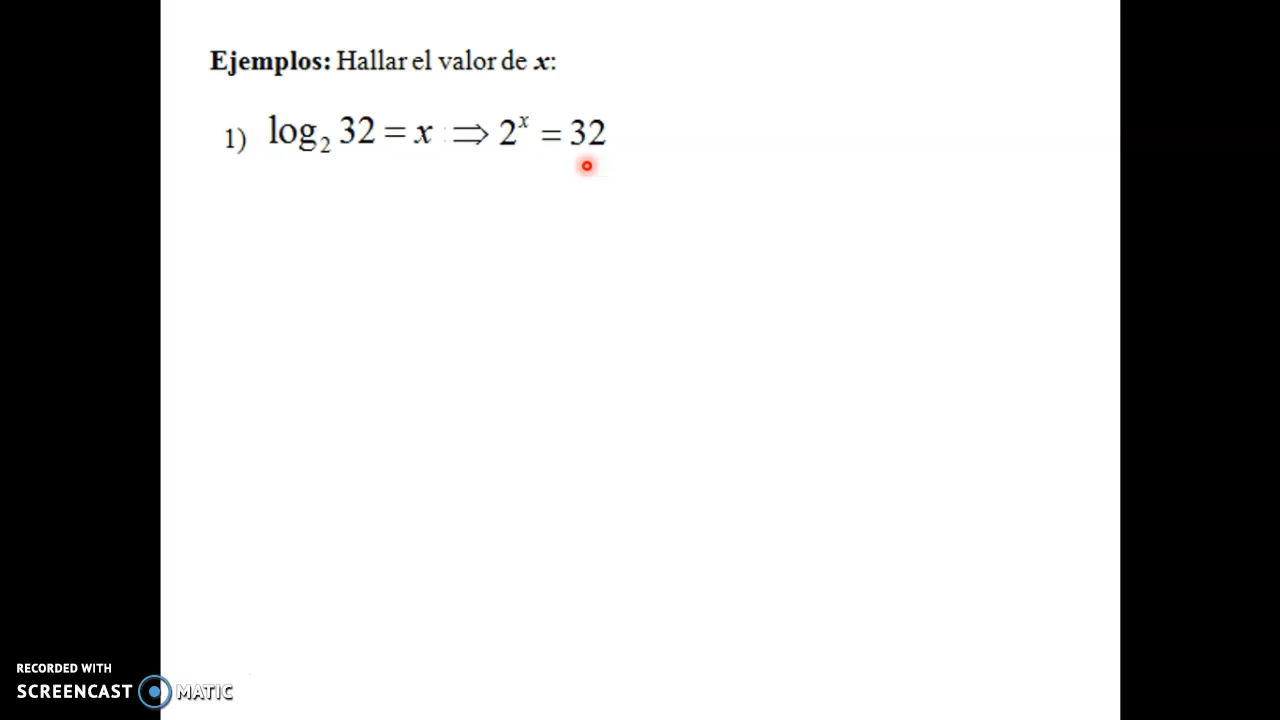 Ejemplos: Hallar el valor de x:
1) log₂ 32 = x ⟹ 2ˣ = 32
RECORDED WITH
SCREENCAST MATIC